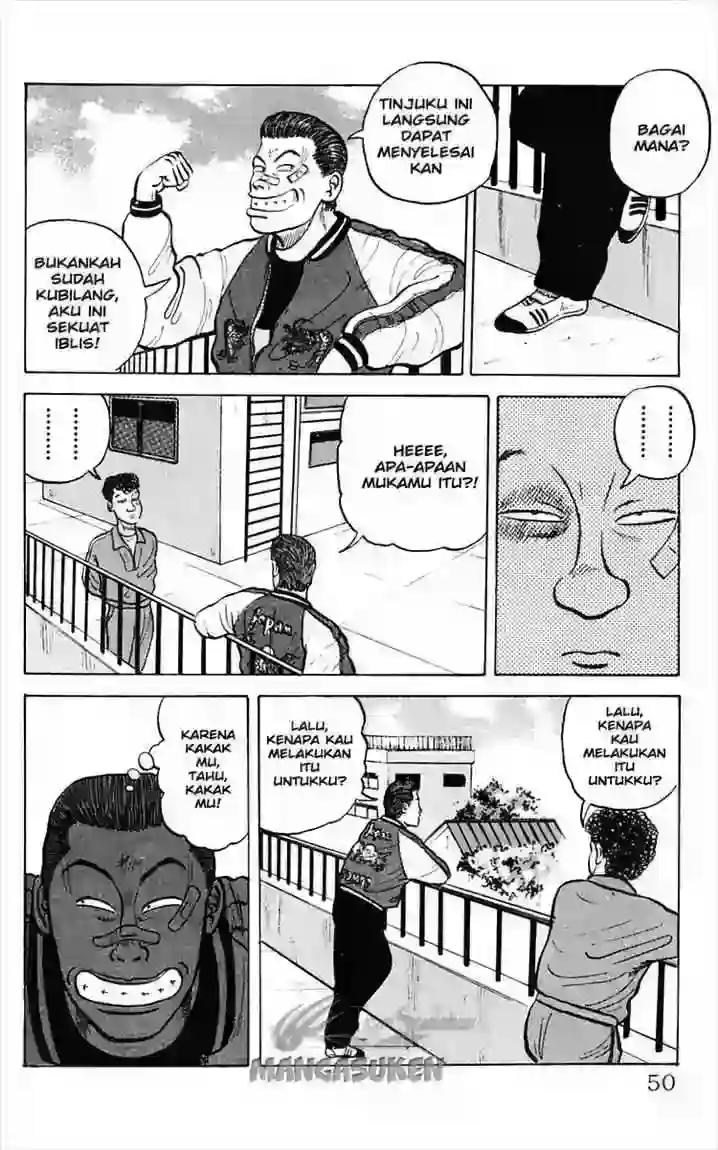 TINJUKU INI
LANGSUNG
DAPAT
MENYELESAI
KAN
BAGAI
MANA?
BUKANKAH
SUDAH
KUBILANG,
AKU INI
SEKUAT
IBLIS!
HEEEE,
APA-APAAN
MUKAMU ITU?!
Japan
KARENA
KAKAK
MU,
TAHU,
KAKAK
MU!
LALU,
KENAPA KAU
MELAKUKAN
ITU
UNTUKKU?
LALU,
KENAPA
KAU
MELAKUKAN
ITU
UNTUKKU?
MANGASUKEN
50